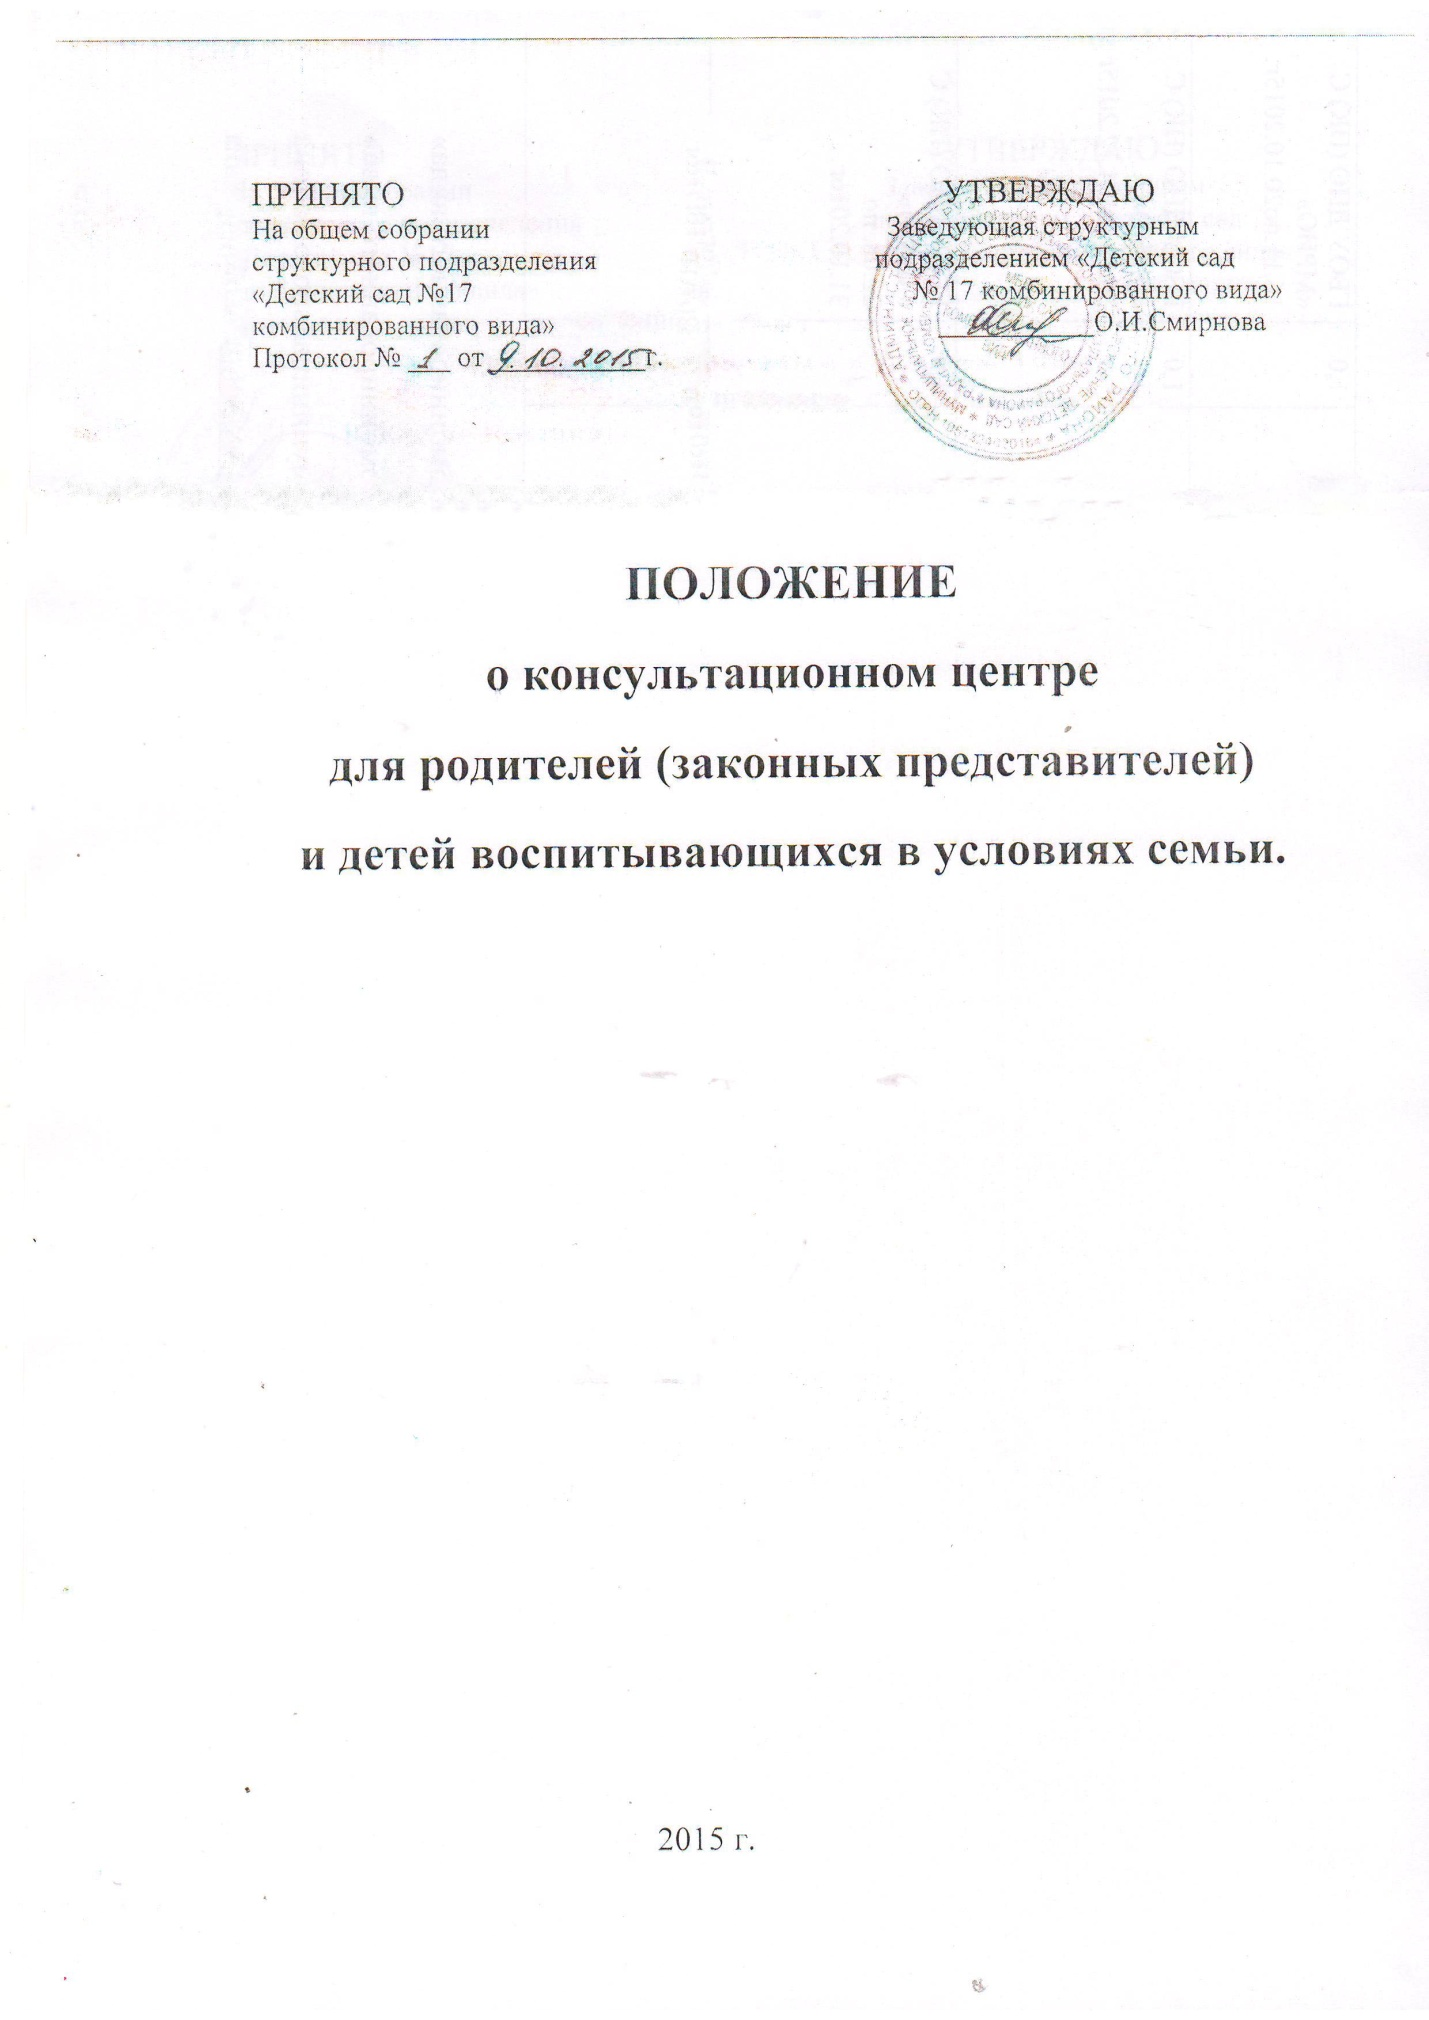 ПРИНЯТО
На общем собрании
структурного подразделения
«Детский сад №17
комбинированного вида»
Протокол № 1 от 9.10.2015г.
УТВЕРЖДАЮ
Заведующая структурным
подразделением «Детский сад
№ 17 комбинированного вида»
О.И.Смирнова
ПОЛОЖЕНИЕ
о консультационном центре
для родителей (законных представителей)
и детей воспитывающихся в условиях семьи.
2015 г.